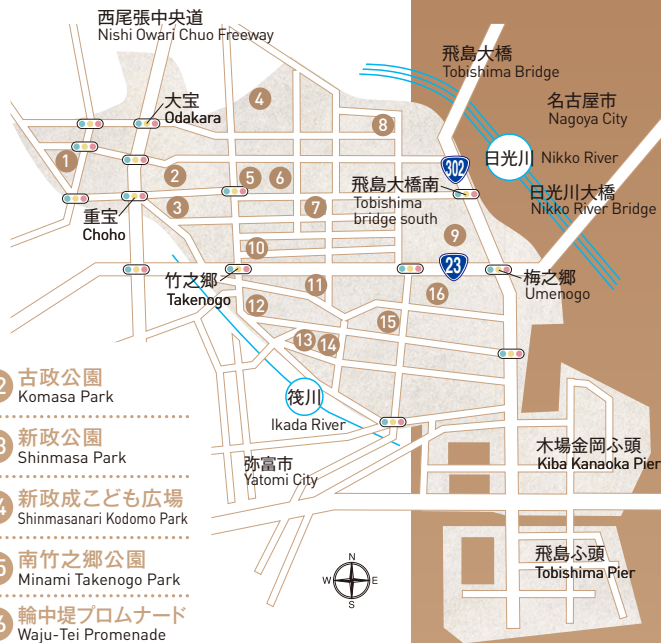 西尾張中央道
Nishi Owari Chuo Freeway
飛島大橋
Tobishima Bridge
大宝
Odakara
名古屋市
Nagoya City
4
8
日光川
Nikko River
1
2
5
6
302
飛島大橋南
Tobishima
bridge south
日光川大橋
Nikko River Bridge
重宝
Choho
3
7
9
10
竹之郷
Takenogo
23
梅之郷
Umenogo
11
16
12
15
13
14
筏川
Ikada River
2 古政公園
Komasa Park
3 新政公園
Shinmasa Park
4 新政成こども広場
Shinmasanari Kodomo Park
5 南竹之郷公園
Minami Takenogo Park
6 輪中堤プロムナード
Waju-Tei Promenade
弥富市
Yatomi City
木場金岡ふ頭
Kiba Kanaoka Pier
飛島ふ頭
Tobishima Pier
N
W
E
S